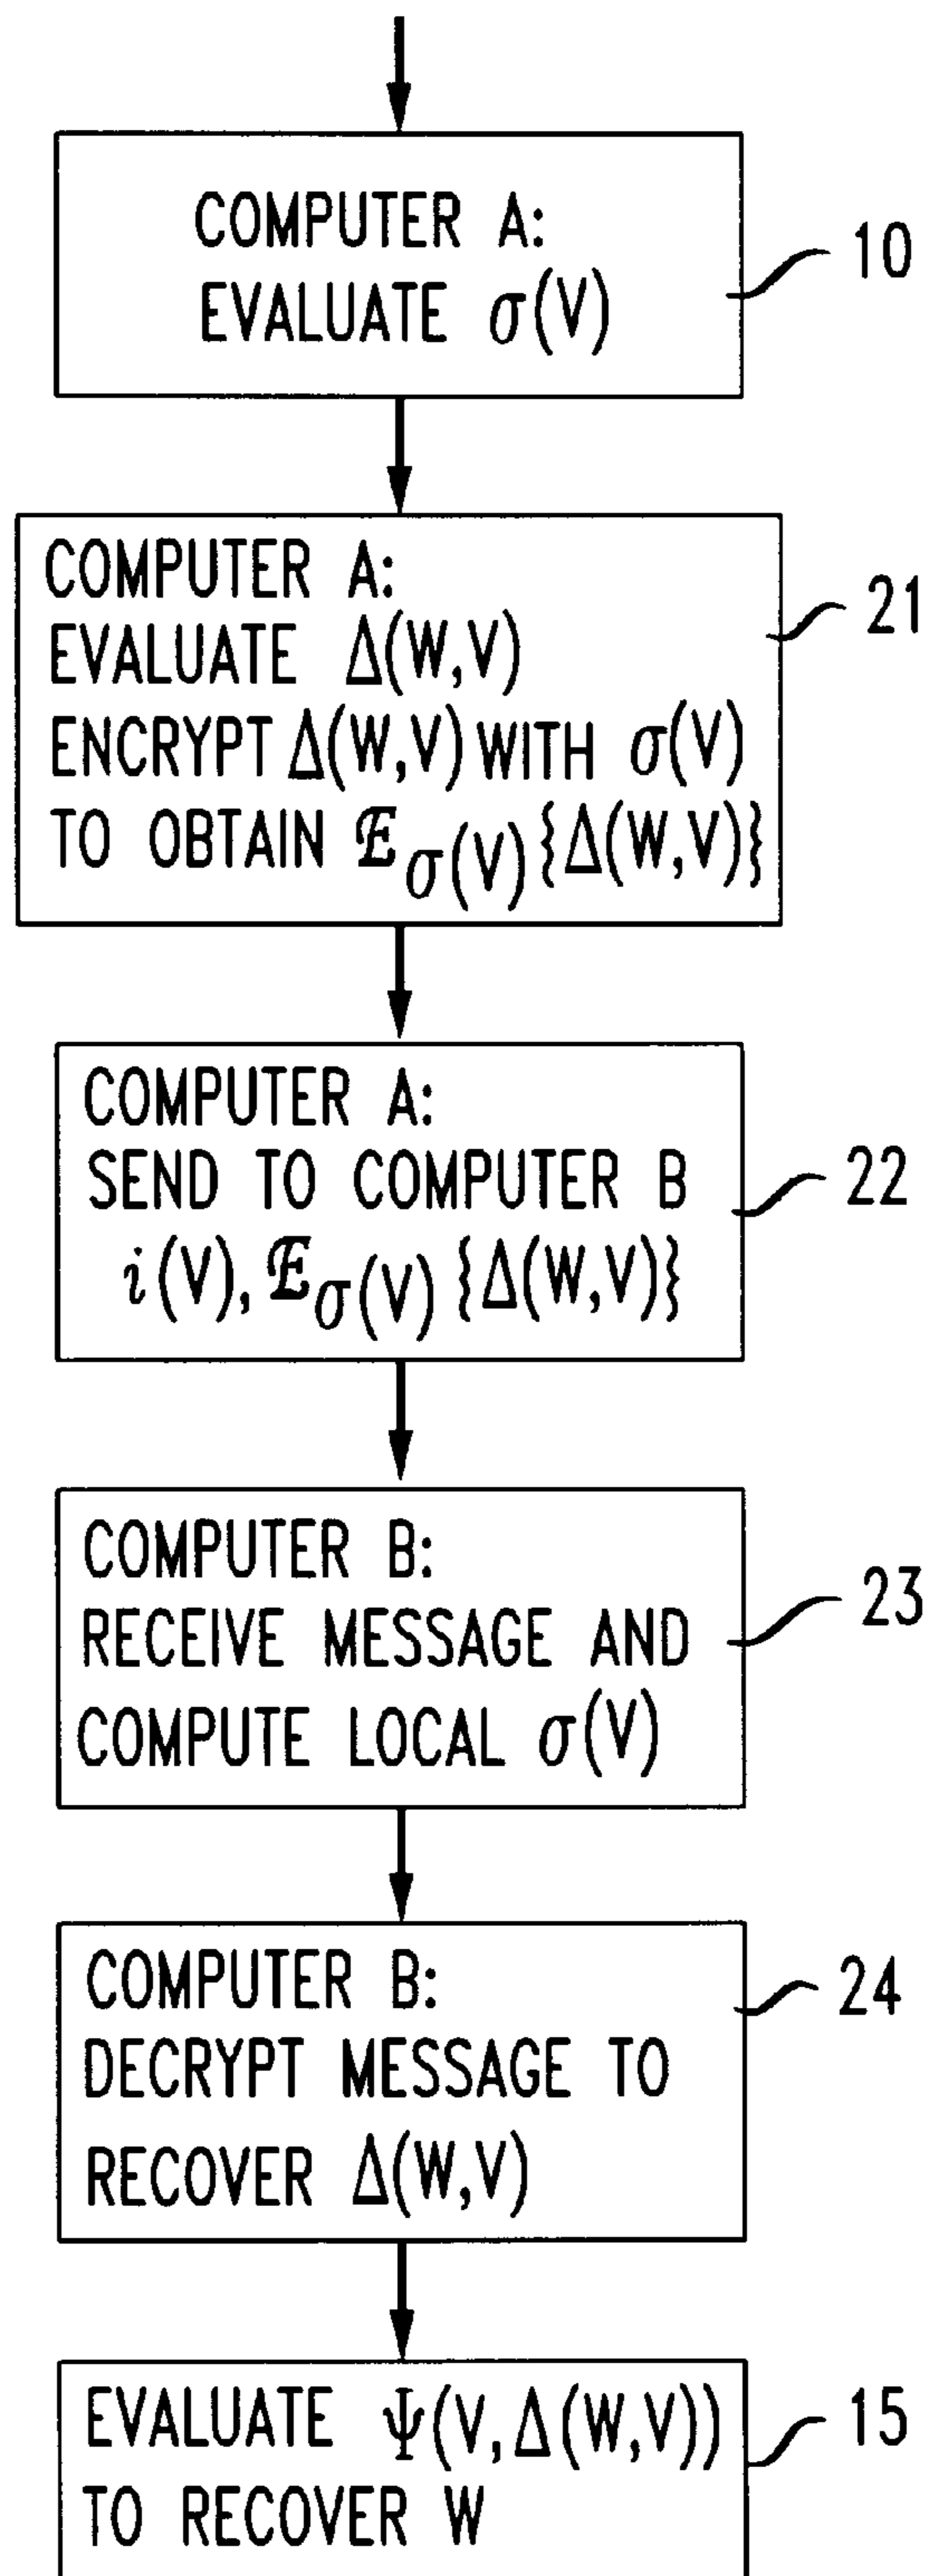 COMPUTER A:
EVALUATE σ(V)
10
COMPUTER A:
EVALUATE Δ(W,V)
ENCRYPT Δ(W,V) WITH σ(V)
TO OBTAIN ℰσ(V){Δ(W,V)}
21
COMPUTER A:
SEND TO COMPUTER B
i(V), ℰσ(V){Δ(W,V)}
22
COMPUTER B:
RECEIVE MESSAGE AND
COMPUTE LOCAL σ(V)
23
COMPUTER B:
DECRYPT MESSAGE TO
RECOVER Δ(W,V)
24
EVALUATE Ψ(V,Δ(W,V))
TO RECOVER W
15